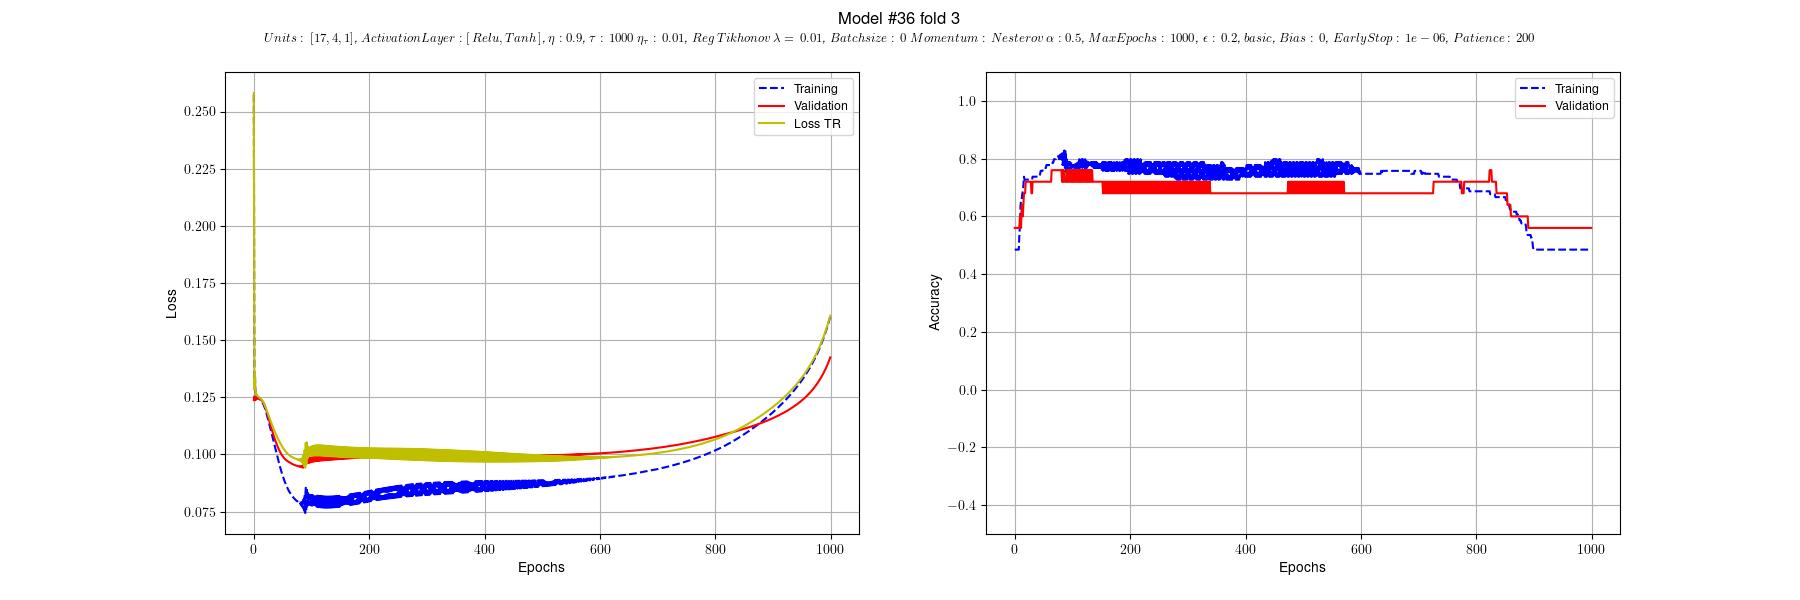 Model #36 fold 3
Units : [17, 4, 1], ActivationLayer : [ Relu, Tanh ], η : 0.9, τ : 1000 ητ : 0.01, Reg Tikhonov λ = 0.01, Batchsize : 0 Momentum : Nesterov α : 0.5, MaxEpochs : 1000, ϵ : 0.2, basic, Bias : 0, EarlyStop : 1e − 06, Patience : 200
Training
Validation
Loss TR
0.250
0.225
0.200
0.175
0.150
0.125
0.100
0.075
Loss
0 200 400 600 800 1000
Epochs
Training
Validation
1.0
0.8
0.6
0.4
0.2
0.0
−0.2
−0.4
Accuracy
0 200 400 600 800 1000
Epochs